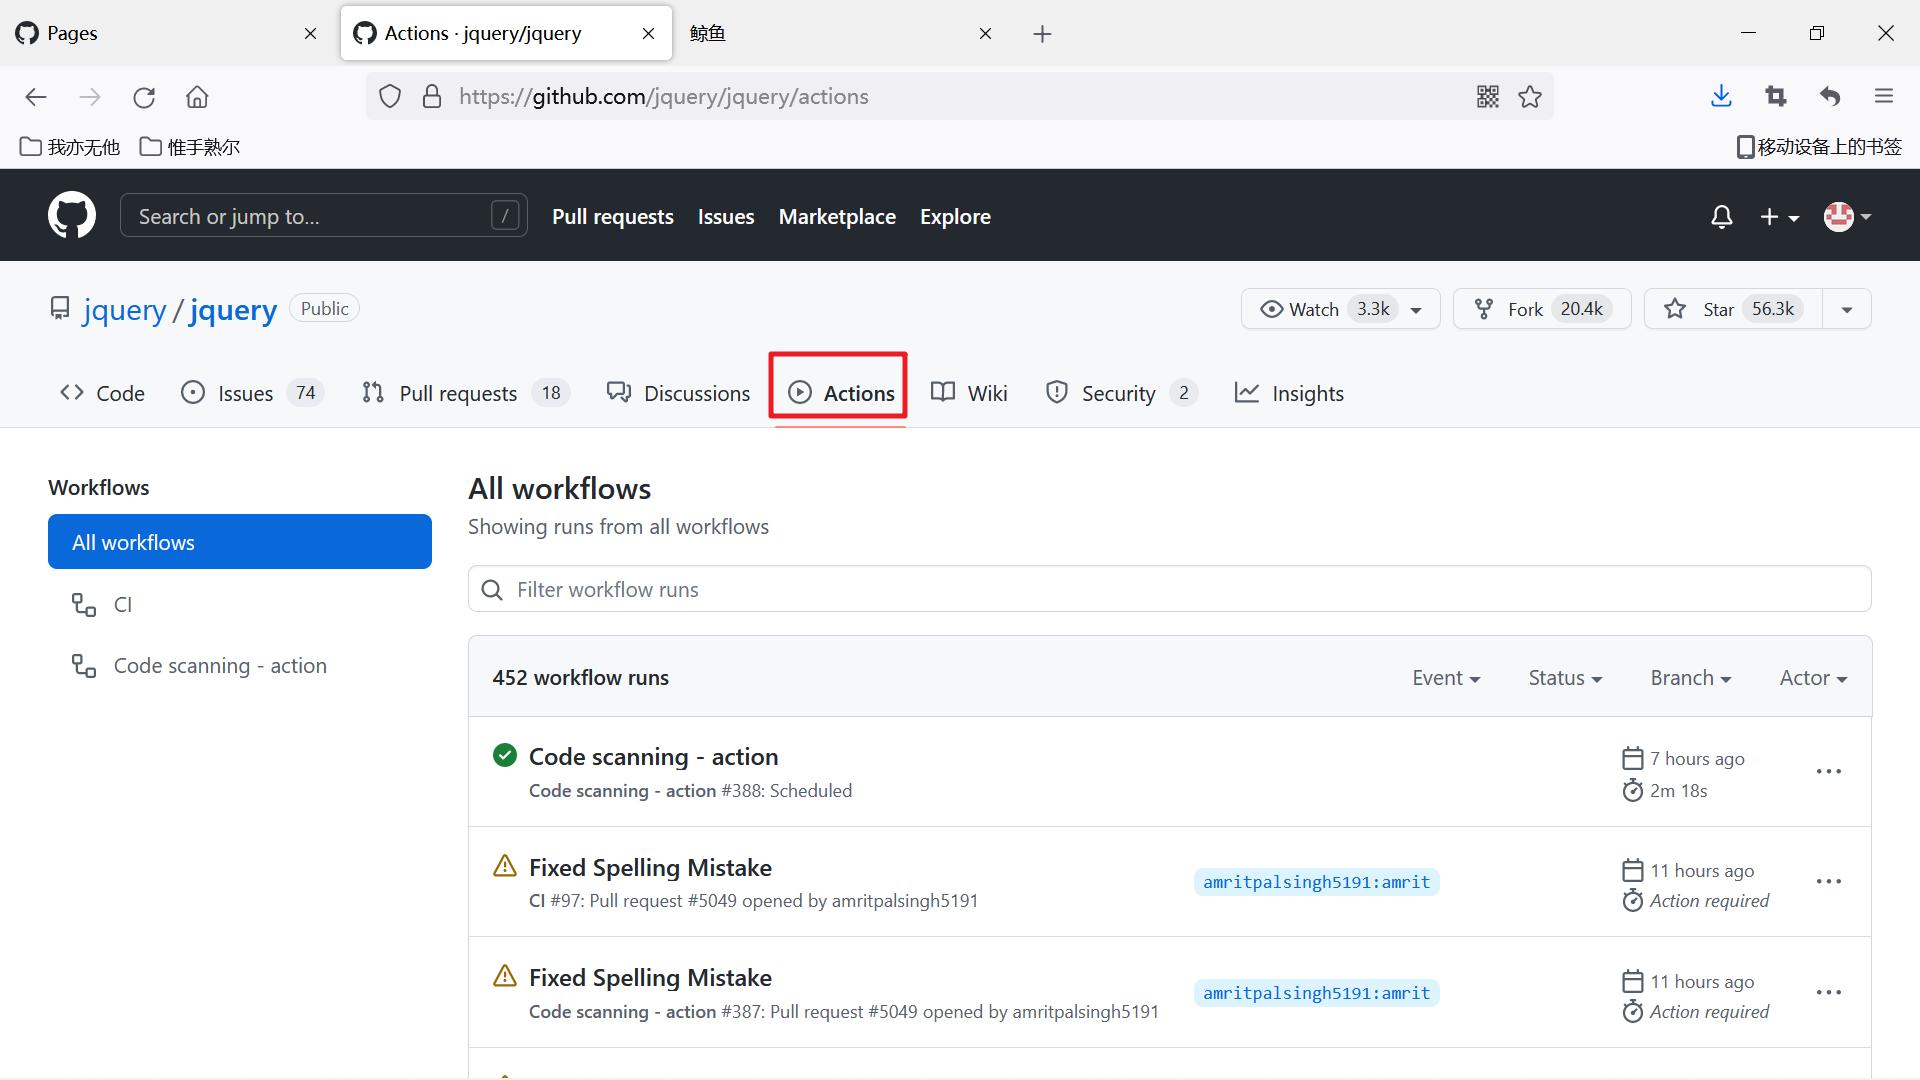 Pages
Actions · jquery/jquery
鲸鱼
https://github.com/jquery/jquery/actions
我亦无他
惟手熟尔
移动设备上的书签
Search or jump to...
/
Pull requests
Issues
Marketplace
Explore
jquery / jquery
Public
Watch 3.3k
Fork 20.4k
Star 56.3k
Code
Issues 74
Pull requests 18
Discussions
Actions
Wiki
Security 2
Insights
Workflows
All workflows
CI
Code scanning - action
All workflows
Showing runs from all workflows
Filter workflow runs
452 workflow runs
Event
Status
Branch
Actor
Code scanning - action
Code scanning - action #388: Scheduled
7 hours ago
2m 18s
Fixed Spelling Mistake
CI #97: Pull request #5049 opened by amritpalsingh5191
amritpalsingh5191:amrit
11 hours ago
Action required
Fixed Spelling Mistake
Code scanning - action #387: Pull request #5049 opened by amritpalsingh5191
amritpalsingh5191:amrit
11 hours ago
Action required